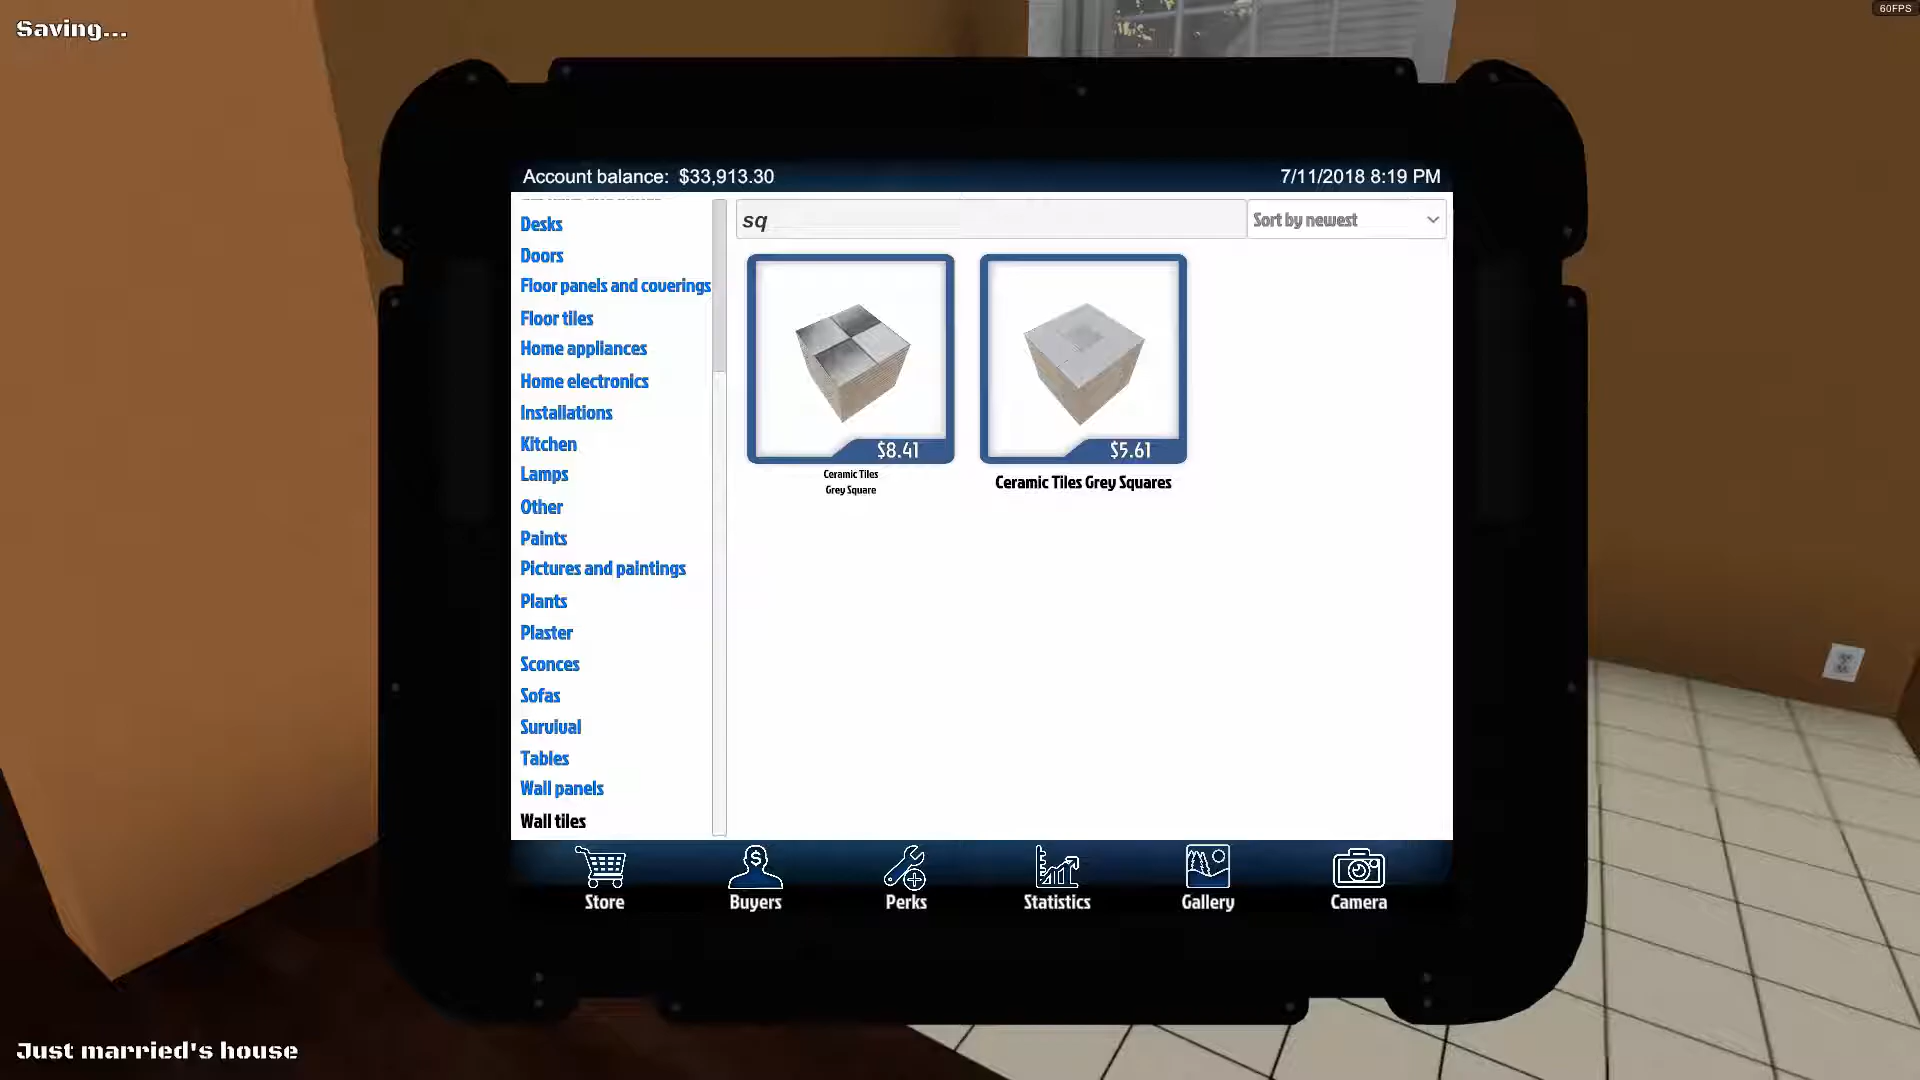 Saving...
60FPS
Account balance: $33,913.30
7/11/2018 8:19 PM
Desks
Doors
Floor panels and coverings
Floor tiles
Home appliances
Home electronics
Installations
Kitchen
Lamps
Other
Paints
Pictures and paintings
Plants
Plaster
Sconces
Sofas
Survival
Tables
Wall panels
Wall tiles
sq
Sort by newest
$8.41
Ceramic Tiles
Grey Square
$5.61
Ceramic Tiles Grey Squares
Store
Buyers
Perks
Statistics
Gallery
Camera
Just married's house